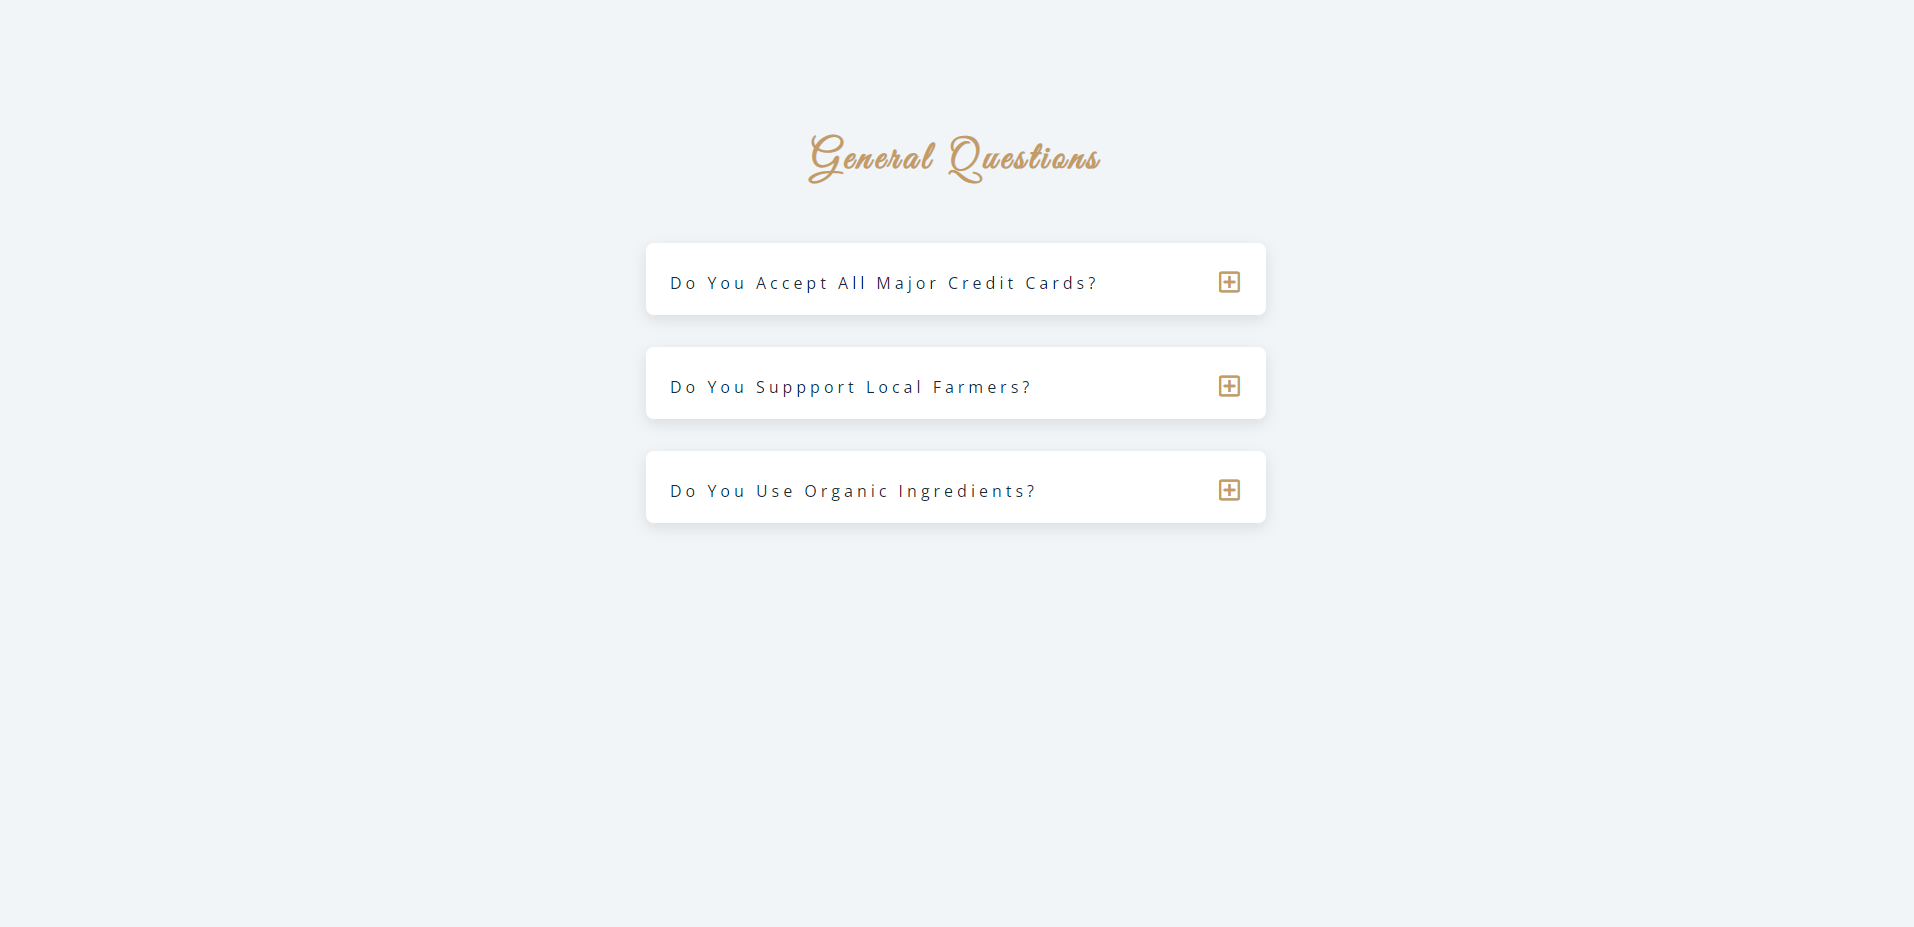 General Questions
Do You Accept All Major Credit Cards?
Do You Suppport Local Farmers?
Do You Use Organic Ingredients?